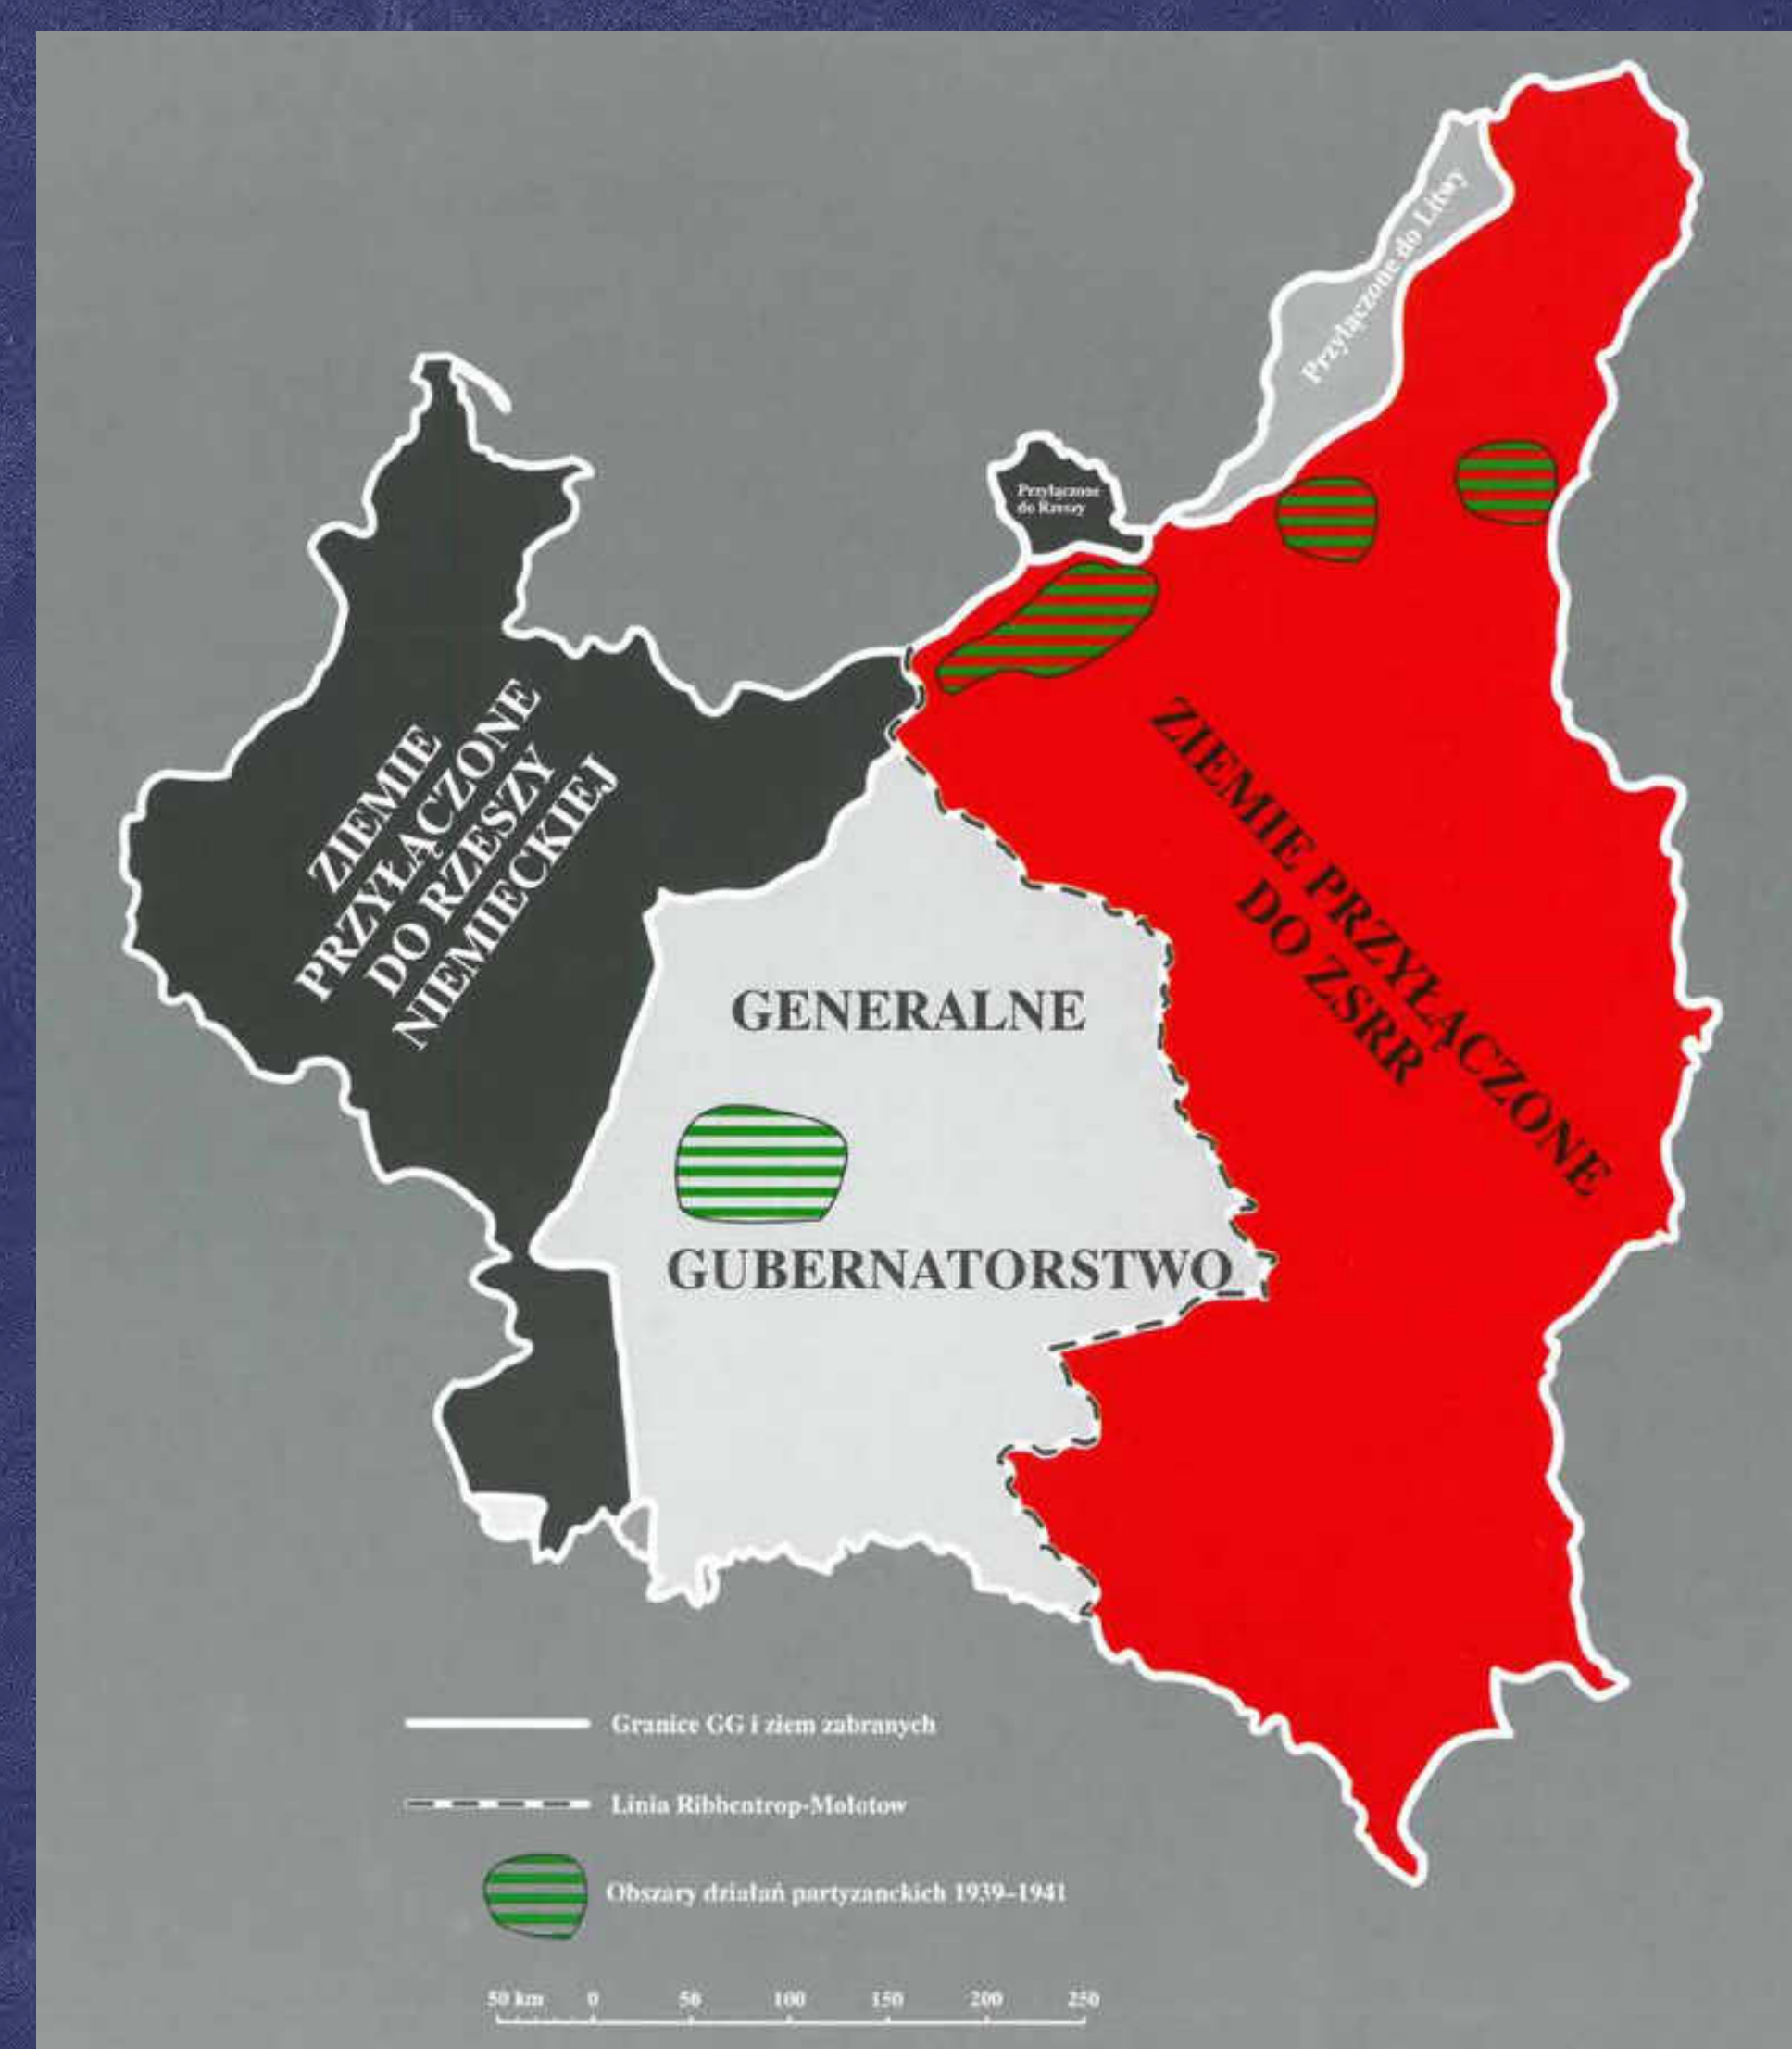 Przyłączone do Litwy
Przyłączone
do Rzeszy
ZIEMIE
PRZYŁĄCZONE
DO RZESZY
NIEMIECKIEJ
ZIEMIE PRZYŁĄCZONE
DO ZSRR
GENERALNE
GUBERNATORSTWO
Granice GG i ziem zabranych
Linia Ribbentrop-Mołotow
Obszary działań partyzanckich 1939–1941
50 km 0 50 100 150 200 250